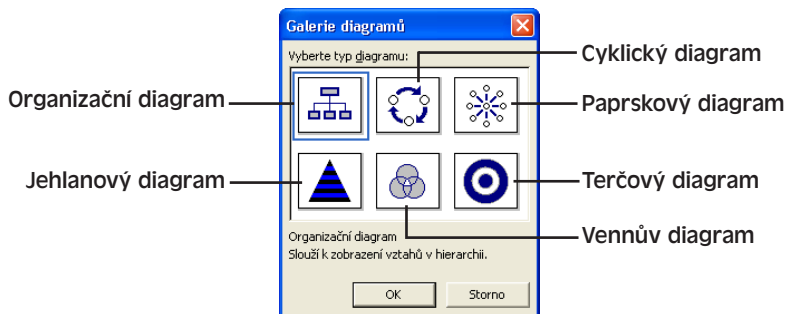 Galerie diagramů
Vyberte typ diagramu:
Cyklický diagram
Organizační diagram
Paprskový diagram
Jehlanový diagram
Terčový diagram
Vennův diagram
Organizační diagram
Slouží k zobrazení vztahů v hierarchii.
OK
Storno